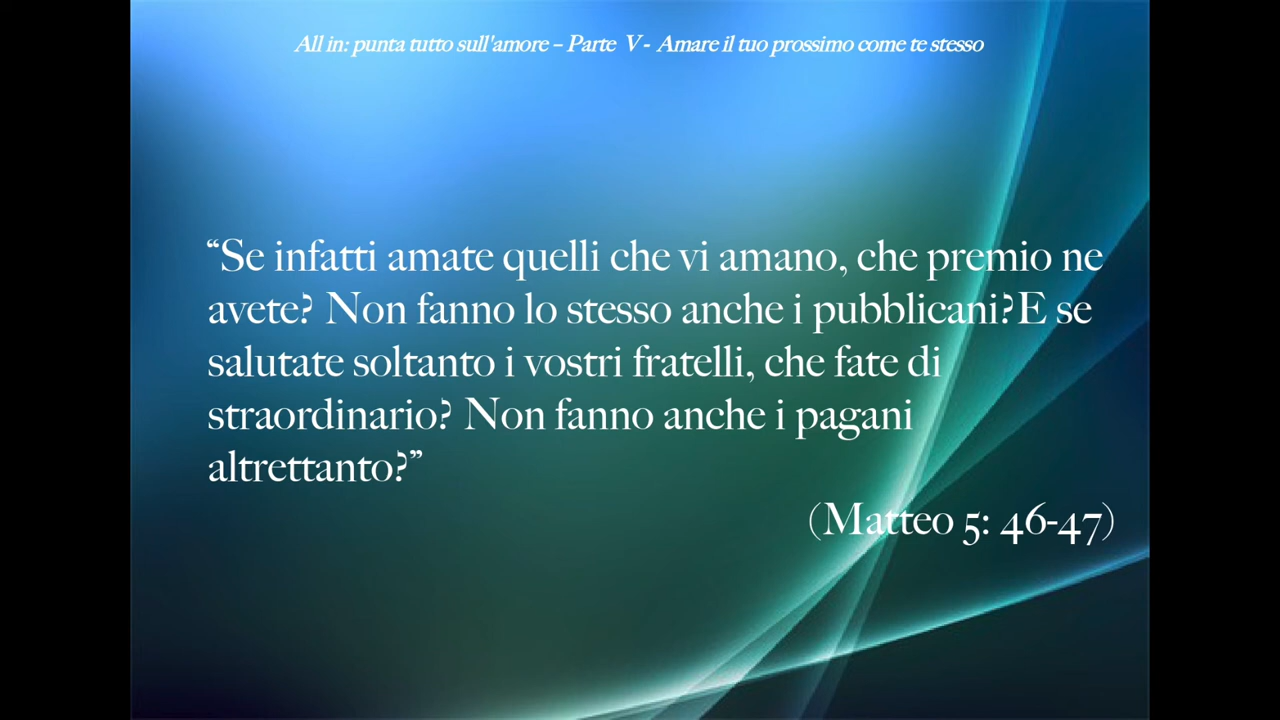 All in: punta tutto sull'amore – Parte V - Amare il tuo prossimo come te stesso
“Se infatti amate quelli che vi amano, che premio ne
avete? Non fanno lo stesso anche i pubblicani?E se
salutate soltanto i vostri fratelli, che fate di
straordinario? Non fanno anche i pagani
altrettanto?”
(Matteo 5: 46-47)